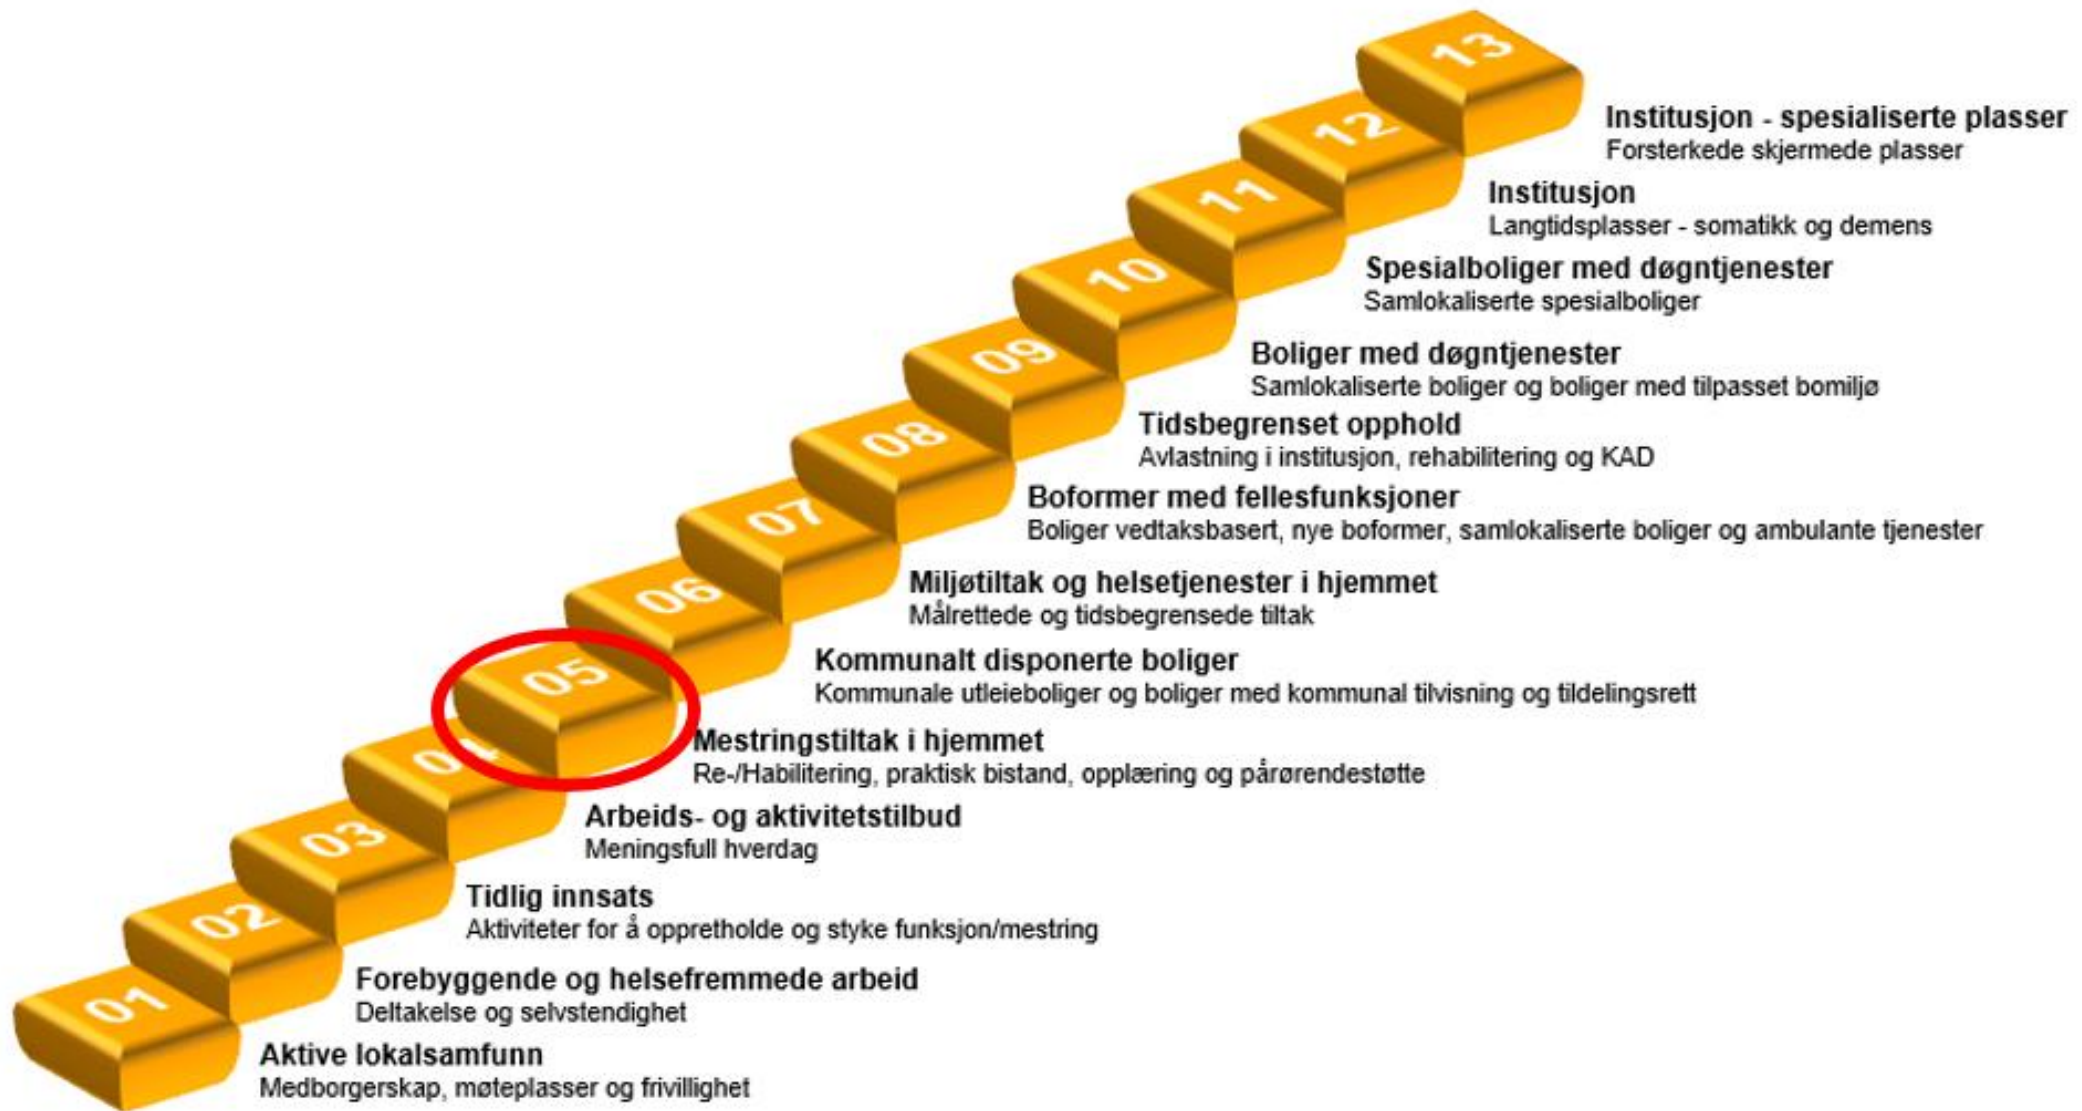 13
Institusjon - spesialiserte plasser
Forsterkede skjermede plasser
12
Institusjon
Langtidsplasser - somatikk og demens
11
Spesialboliger med døgntjenester
Samlokaliserte spesialboliger
10
Boliger med døgntjenester
Samlokaliserte boliger og boliger med tilpasset bomiljø
09
Tidsbegrenset opphold
Avlastning i institusjon, rehabilitering og KAD
08
Boformer med fellesfunksjoner
Boliger vedtaksbasert, nye boformer, samlokaliserte boliger og ambulante tjenester
07
Miljøtiltak og helsetjenester i hjemmet
Målrettede og tidsbegrensede tiltak
06
Kommunalt disponerte boliger
Kommunale utleieboliger og boliger med kommunal tilvisning og tildelingsrett
05
Mestringstiltak i hjemmet
Re-/Habilitering, praktisk bistand, opplæring og pårørendestøtte
04
Arbeids- og aktivitetstilbud
Meningsfull hverdag
03
Tidlig innsats
Aktiviteter for å oppretholde og styke funksjon/mestring
02
Forebyggende og helsefremmede arbeid
Deltakelse og selvstendighet
01
Aktive lokalsamfunn
Medborgerskap, møteplasser og frivillighet